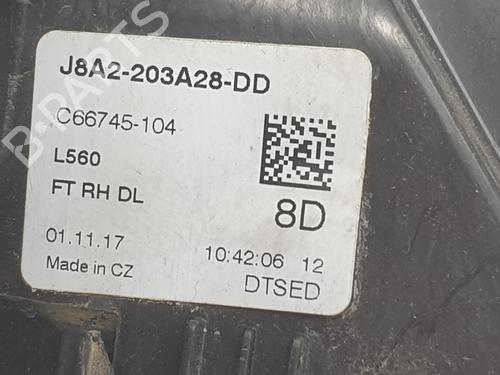 J8A2-203A28-DD
C66745-104
L560
FT RH DL
8D
01.11.17
10:42:06 12
Made in CZ
DTSED
B-PARTS